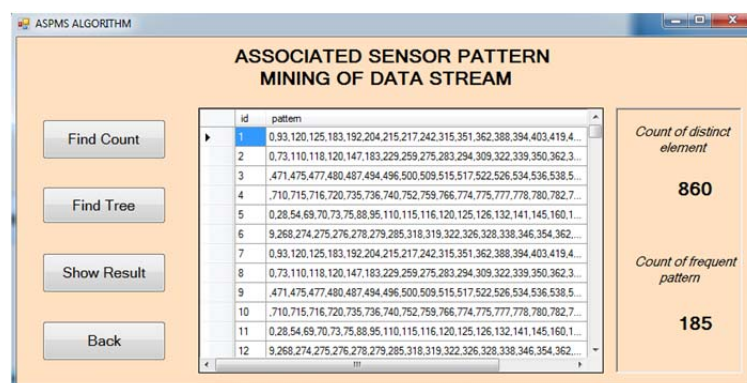 ASPMS ALGORITHM
ASSOCIATED SENSOR PATTERN
MINING OF DATA STREAM
Find Count
Find Tree
Show Result
Back
id pattern
1 0,93,120,125,183,192,204,215,217,242,315,351,362,388,394,403,419,4...
2 0,73,110,118,120,147,183,229,259,275,283,294,309,322,339,350,362,3...
3 ,471,475,477,480,487,494,496,500,509,515,517,522,526,534,536,538,5...
4 ,710,715,716,720,735,736,740,752,759,766,774,775,777,778,780,782,7...
5 0,28,54,69,70,73,75,88,95,110,115,116,120,125,126,132,141,145,160,1...
6 9,268,274,275,276,278,279,285,318,319,322,326,328,338,346,354,362,...
7 0,93,120,125,183,192,204,215,217,242,315,351,362,388,394,403,419,4...
8 0,73,110,118,120,147,183,229,259,275,283,294,309,322,339,350,362,3...
9 ,471,475,477,480,487,494,496,500,509,515,517,522,526,534,536,538,5...
10 ,710,715,716,720,735,736,740,752,759,766,774,775,777,778,780,782,7...
11 0,28,54,69,70,73,75,88,95,110,115,116,120,125,126,132,141,145,160,1...
12 9,268,274,275,276,278,279,285,318,319,322,326,328,338,346,354,362,...
Count of distinct
element
860
Count of frequent
pattern
185